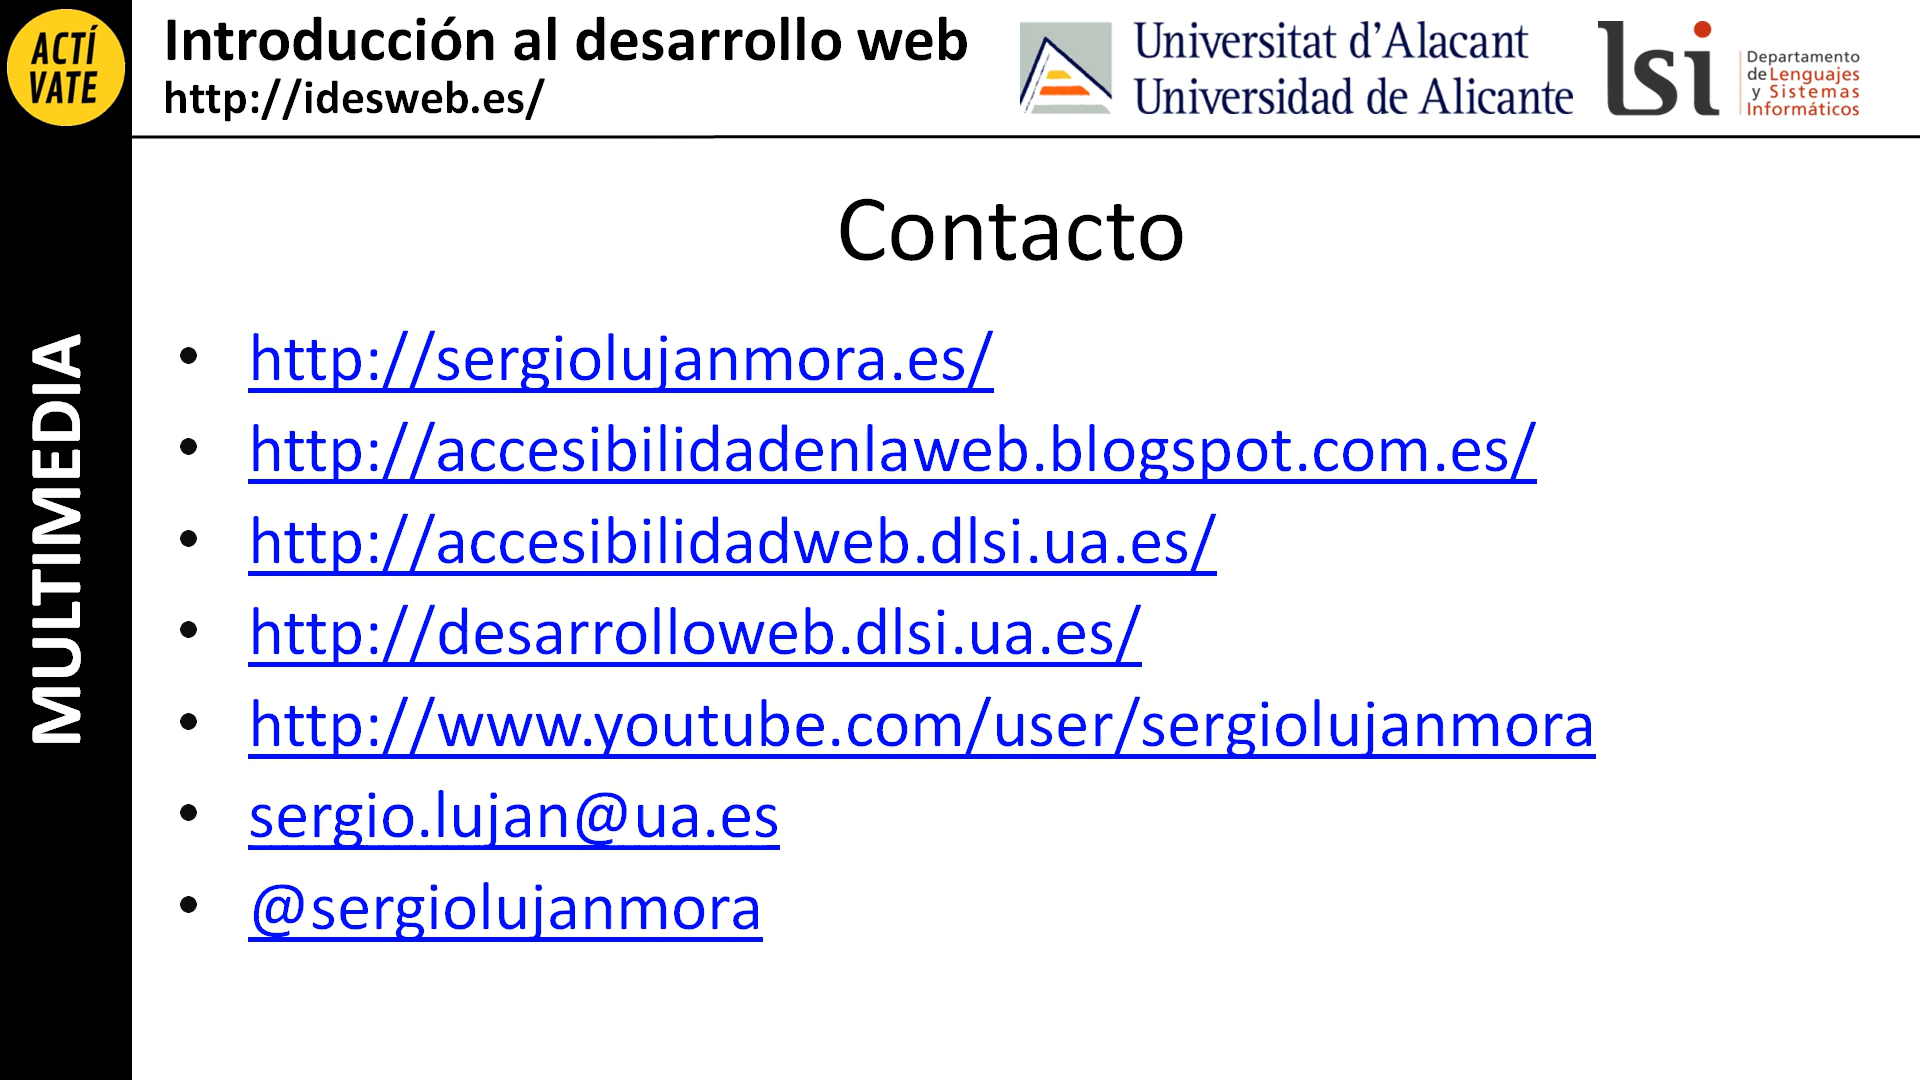 ACTÍ
VATE
Introducción al desarrollo web
http://idesweb.es/
Universitat d’Alacant
Universidad de Alicante
lsi
Departamento
de Lenguajes
y Sistemas
Informáticos
MULTIMEDIA
Contacto
• http://sergiolujanmora.es/
• http://accesibilidadenlaweb.blogspot.com.es/
• http://accesibilidadweb.dlsi.ua.es/
• http://desarrolloweb.dlsi.ua.es/
• http://www.youtube.com/user/sergiolujanmora
• sergio.lujan@ua.es
• @sergiolujanmora